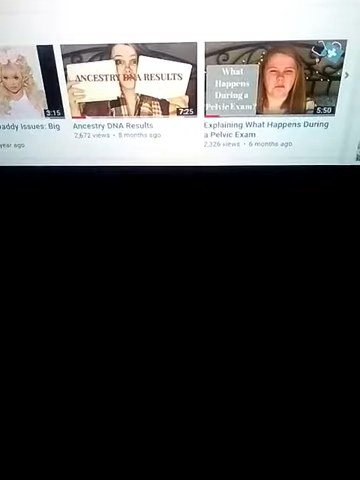 ANCESTRY DNA RESULTS
What
Happens
During a
Pelvic Exam?
3:15
7:25
5:50
addy Issues: Big
Ancestry DNA Results
Explaining What Happens During
a Pelvic Exam
year ago
2,672 views • 8 months ago
2,326 views • 6 months ago